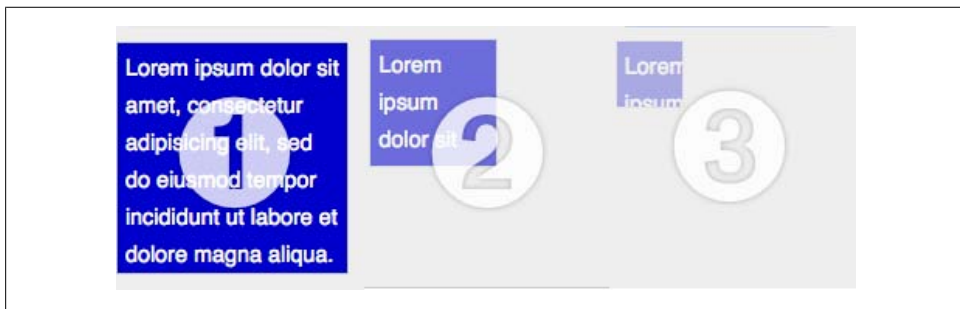 Lorem ipsum dolor sit
amet, consectetur
adipisicing elit, sed
do eiusmod tempor
incididunt ut labore et
dolore magna aliqua.
1
Lorem
ipsum
dolor sit
2
Lorem
ipsum
3